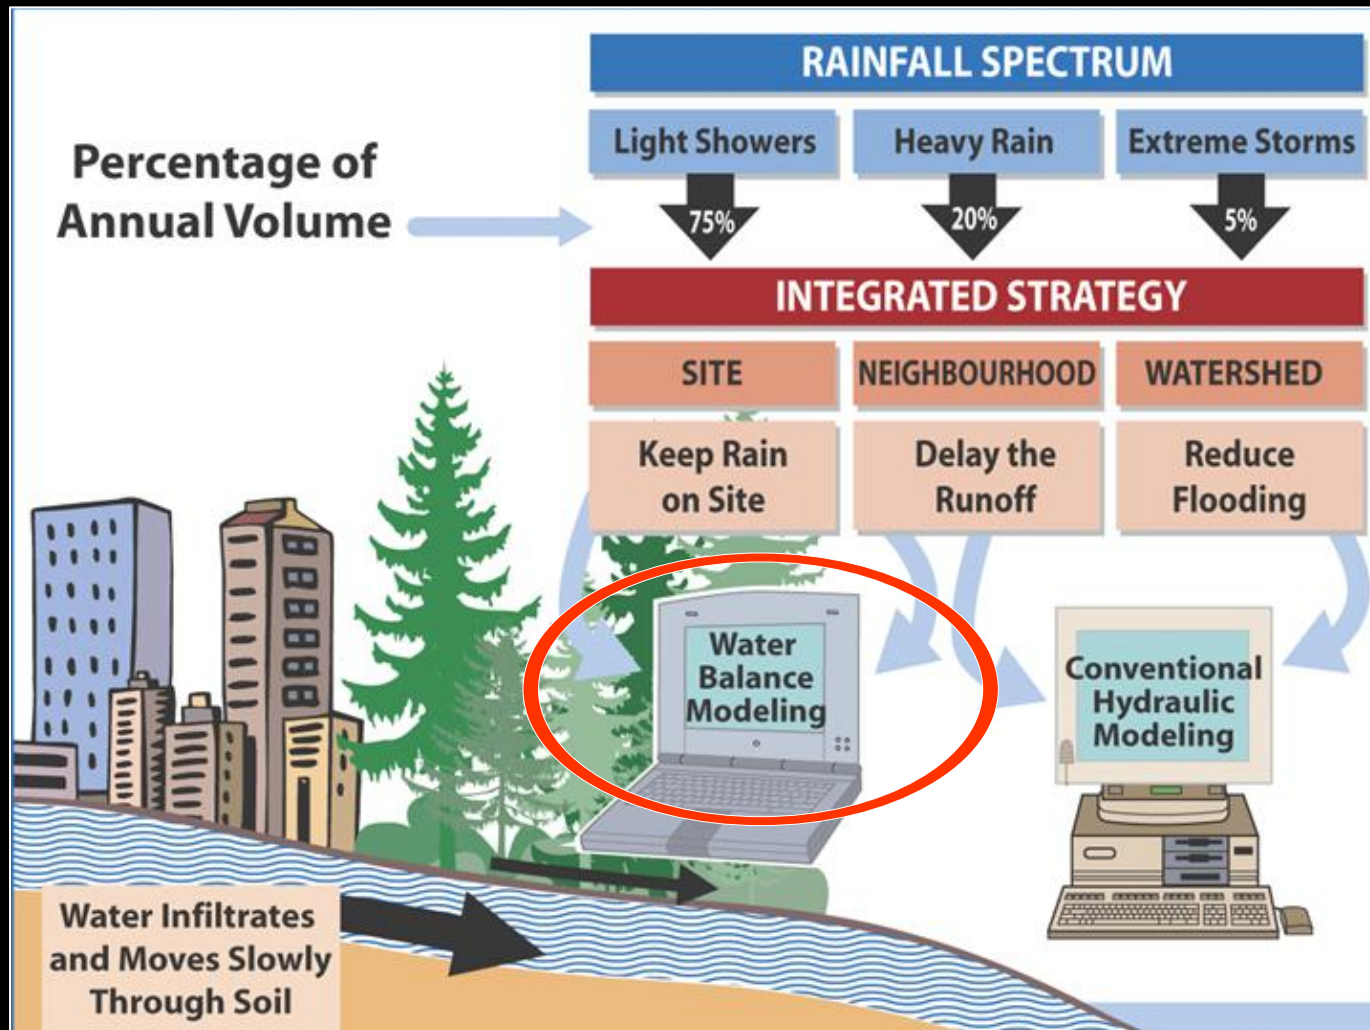 RAINFALL SPECTRUM
Light Showers
Heavy Rain
Extreme Storms
Percentage of
Annual Volume
75%
20%
5%
INTEGRATED STRATEGY
SITE
NEIGHBOURHOOD
WATERSHED
Keep Rain
on Site
Delay the
Runoff
Reduce
Flooding
Water
Balance
Modeling
Conventional
Hydraulic
Modeling
Water Infiltrates
and Moves Slowly
Through Soil